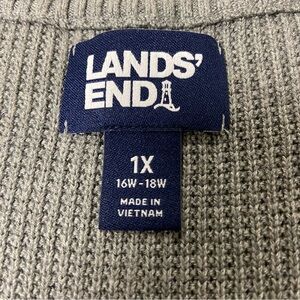 LANDS'
END
1X
16W-18W
MADE IN
VIETNAM